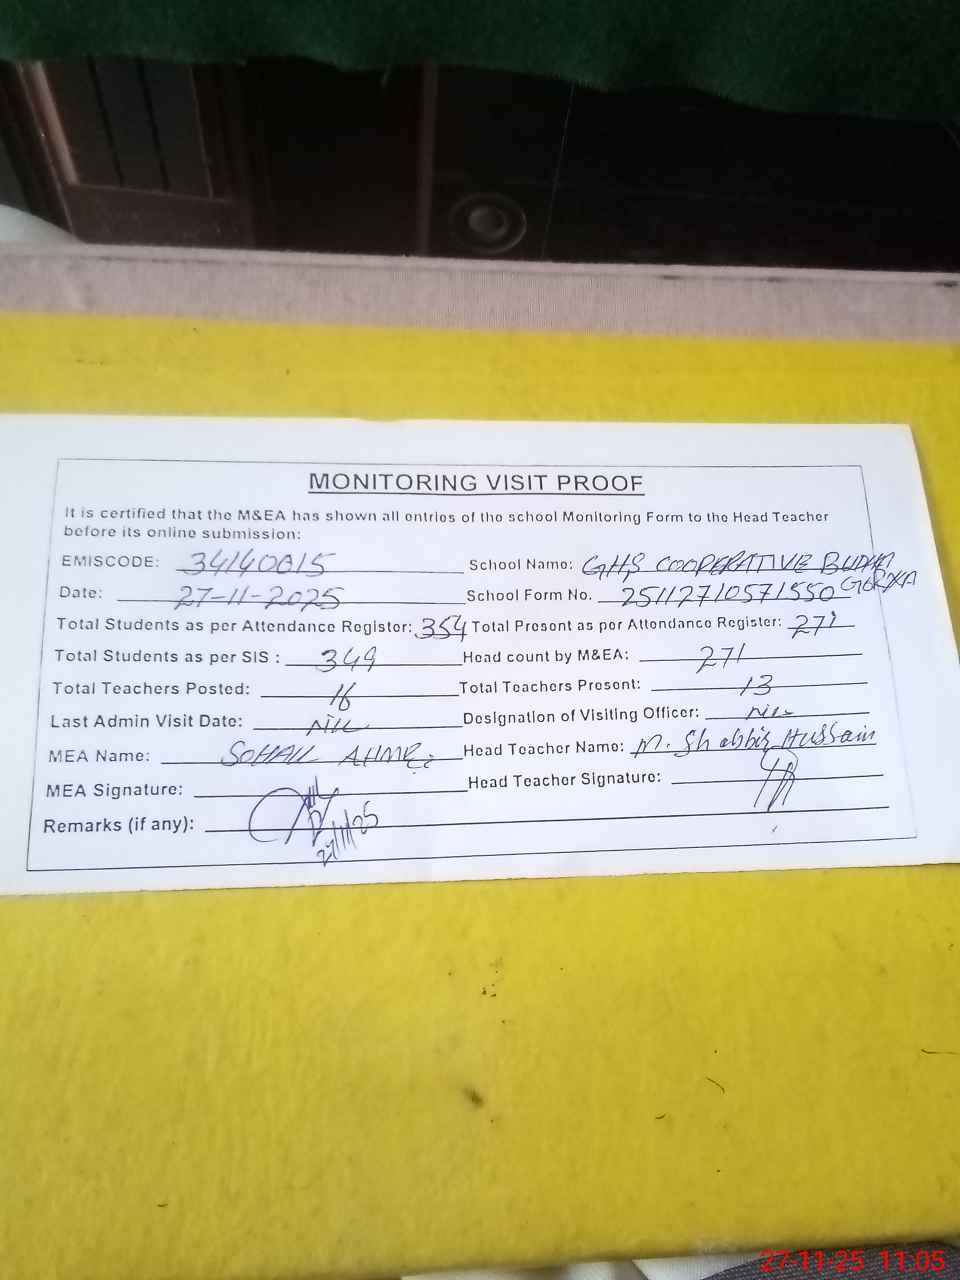 MONITORING VISIT PROOF
It is certified that the M&EA has shown all entries of the school Monitoring Form to the Head Teacher
before its online submission:
EMISCODE: 34140015 School Name: GHS COOPERATIVE BUDHA
GORAYA
Date: 27-11-2025 School Form No. 25112710571550
Total Students as per Attendance Register: 354 Total Present as per Attendance Register: 271
Total Students as per SIS : 349 Head count by M&EA: 271
Total Teachers Posted: 16 Total Teachers Present: 13
Last Admin Visit Date: NIL Designation of Visiting Officer: NIL
MEA Name: SOHAIL AHMED Head Teacher Name: M. Shabbir Hussain
MEA Signature: Head Teacher Signature:
Remarks (if any): 27/11/25
27-11-25 11:05